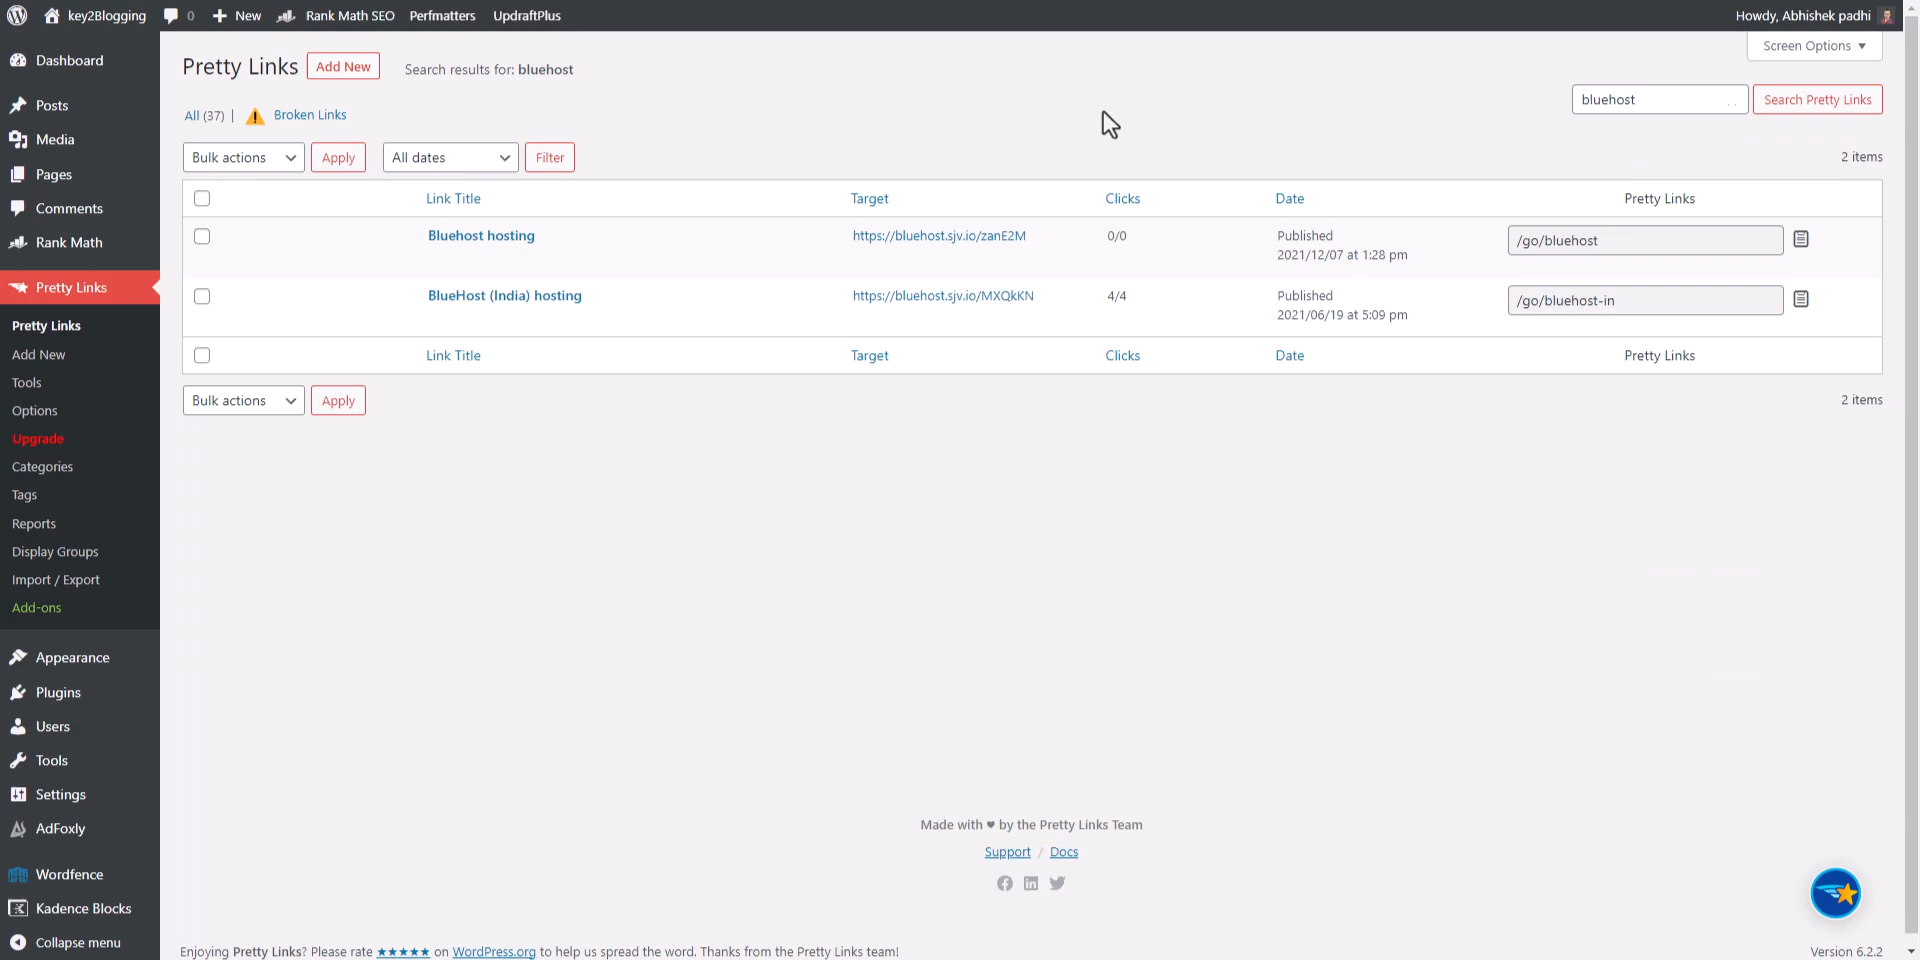 key2Blogging 0 New Rank Math SEO Perfmatters UpdraftPlus Howdy, Abhishek padhi
Screen Options
Dashboard
Posts
Media
Pages
Comments
Rank Math
Pretty Links
Pretty Links
Add New
Tools
Options
Upgrade
Categories
Tags
Reports
Display Groups
Import / Export
Add-ons
Appearance
Plugins
Users
Tools
Settings
AdFoxly
Wordfence
Kadence Blocks
Collapse menu
Pretty Links Add New Search results for: bluehost
bluehost Search Pretty Links
All (37) | Broken Links
Bulk actions Apply All dates Filter 2 items
Link Title Target Clicks Date Pretty Links
Bluehost hosting https://bluehost.sjv.io/zanE2M 0/0 Published /go/bluehost
2021/12/07 at 1:28 pm
BlueHost (India) hosting https://bluehost.sjv.io/MXQkKN 4/4 Published /go/bluehost-in
2021/06/19 at 5:09 pm
Link Title Target Clicks Date Pretty Links
Bulk actions Apply 2 items
Made with ♥ by the Pretty Links Team
Support / Docs
Enjoying Pretty Links? Please rate ★★★★★ on WordPress.org to help us spread the word. Thanks from the Pretty Links team! Version 6.2.2